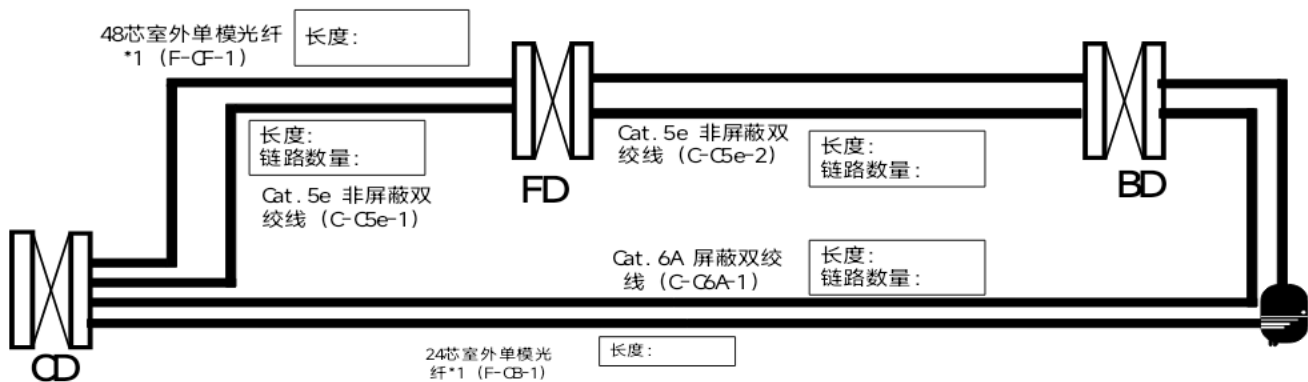 48芯室外单模光纤
*1（F-CF-1）
长度：
长度：
链路数量：
Cat.5e 非屏蔽双
绞线（C-C5e-1）
FD
Cat.5e 非屏蔽双
绞线（C-C5e-2）
长度：
链路数量：
BD
Cat.6A 屏蔽双绞
线（C-C6A-1）
长度：
链路数量：
CD
24芯室外单模光
纤*1（F-CB-1）
长度：